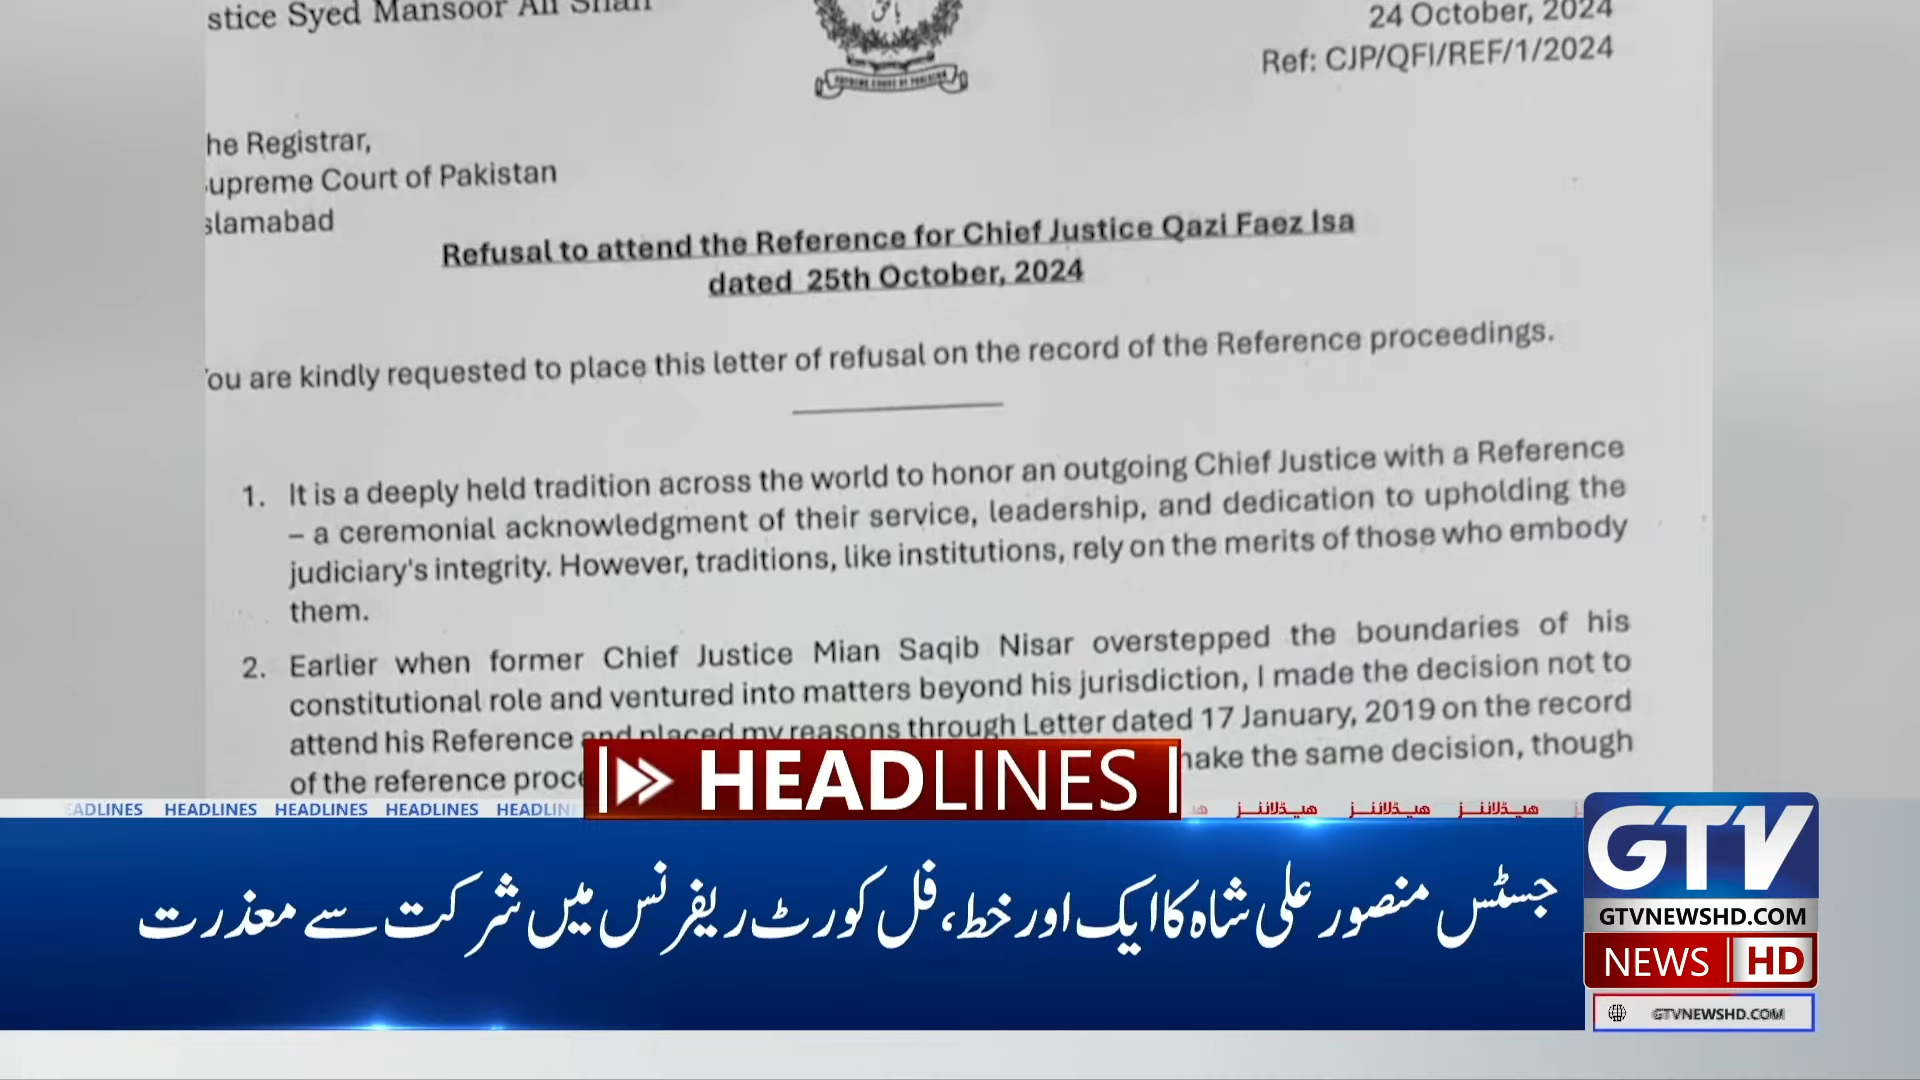 stice Syed Mansoor Ali Shah
24 October, 2024
Ref: CJP/QFI/REF/1/2024
SUPREME COURT OF PAKISTAN
he Registrar,
upreme Court of Pakistan
slamabad
Refusal to attend the Reference for Chief Justice Qazi Faez Isa
dated 25th October, 2024
ou are kindly requested to place this letter of refusal on the record of the Reference proceedings.
1. It is a deeply held tradition across the world to honor an outgoing Chief Justice with a Reference
– a ceremonial acknowledgment of their service, leadership, and dedication to upholding the
judiciary's integrity. However, traditions, like institutions, rely on the merits of those who embody
them.
2. Earlier when former Chief Justice Mian Saqib Nisar overstepped the boundaries of his
constitutional role and ventured into matters beyond his jurisdiction, I made the decision not to
attend his Reference and placed my reasons through Letter dated 17 January, 2019 on the record
of the reference proce make the same decision, though
HEADLINES
ADLINES HEADLINES HEADLINES HEADLINES HEADLIN
ھیڈلائنز ھیڈلائنز ھیڈلائنز
جسٹس منصور علی شاہ کا ایک اور خط، فل کورٹ ریفرنس میں شرکت سے معذرت
GTV
GTVNEWSHD.COM
NEWS HD
GTVNEWSHD.COM